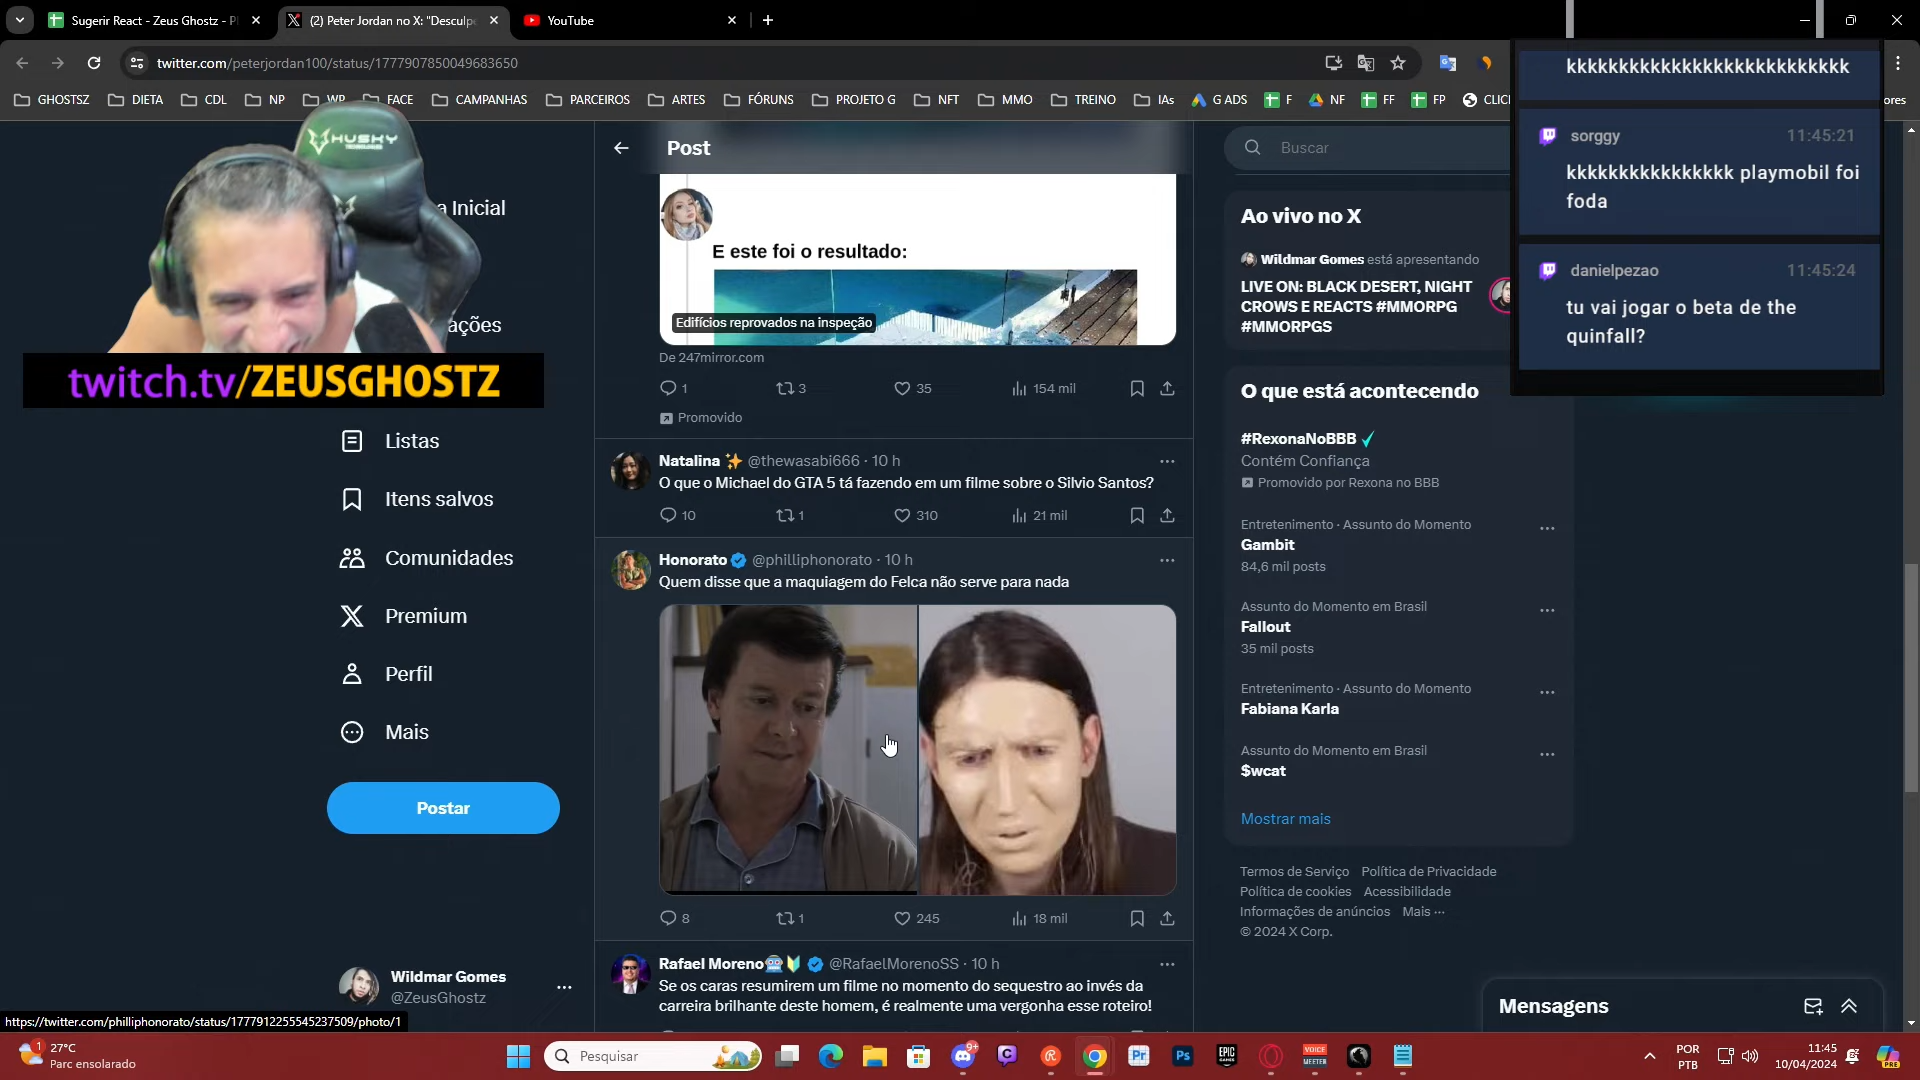 Sugerir React - Zeus Ghostz - P
(2) Peter Jordan no X: "Desculpe
YouTube
twitter.com/peterjordan100/status/1777907850049683650
GHOSTSZ
DIETA
CDL
NP
WP
FACE
CAMPANHAS
PARCEIROS
ARTES
FÓRUNS
PROJETO G
NFT
MMO
TREINO
IAs
G ADS
F
NF
FF
FP
CLIC
ores
kkkkkkkkkkkkkkkkkkkkkkkkkkk
sorggy
11:45:21
kkkkkkkkkkkkkkkk playmobil foi
foda
danielpezao
11:45:24
tu vai jogar o beta de the
quinfall?
HUSKY
TECHNOLOGIES
a Inicial
ações
twitch.tv/ZEUSGHOSTZ
Listas
Itens salvos
Comunidades
Premium
Perfil
Mais
Postar
Wildmar Gomes
@ZeusGhostz
https://twitter.com/philliphonorato/status/1777912255545237509/photo/1
Post
E este foi o resultado:
Edifícios reprovados na inspeção
De 247mirror.com
1
3
35
154 mil
Promovido
Natalina ✨ @thewasabi666 · 10 h
O que o Michael do GTA 5 tá fazendo em um filme sobre o Silvio Santos?
10
1
310
21 mil
Honorato @philliphonorato · 10 h
Quem disse que a maquiagem do Felca não serve para nada
8
1
245
18 mil
Rafael Moreno🤖🔰 @RafaelMorenoSS · 10 h
Se os caras resumirem um filme no momento do sequestro ao invés da
carreira brilhante deste homem, é realmente uma vergonha esse roteiro!
Buscar
Ao vivo no X
Wildmar Gomes está apresentando
LIVE ON: BLACK DESERT, NIGHT
CROWS E REACTS #MMORPG
#MMORPGS
O que está acontecendo
#RexonaNoBBB
Contém Confiança
Promovido por Rexona no BBB
Entretenimento · Assunto do Momento
Gambit
84,6 mil posts
Assunto do Momento em Brasil
Fallout
35 mil posts
Entretenimento · Assunto do Momento
Fabiana Karla
Assunto do Momento em Brasil
$wcat
Mostrar mais
Termos de Serviço Política de Privacidade
Política de cookies Acessibilidade
Informações de anúncios Mais ···
© 2024 X Corp.
Mensagens
1
27°C
Parc ensolarado
Pesquisar
9+
Pr
Ps
EPIC
GAMES
VOICE
MEETER
POR
PTB
11:45
10/04/2024
PRE